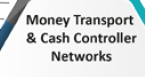 Money Transport
& Cash Controller
Networks